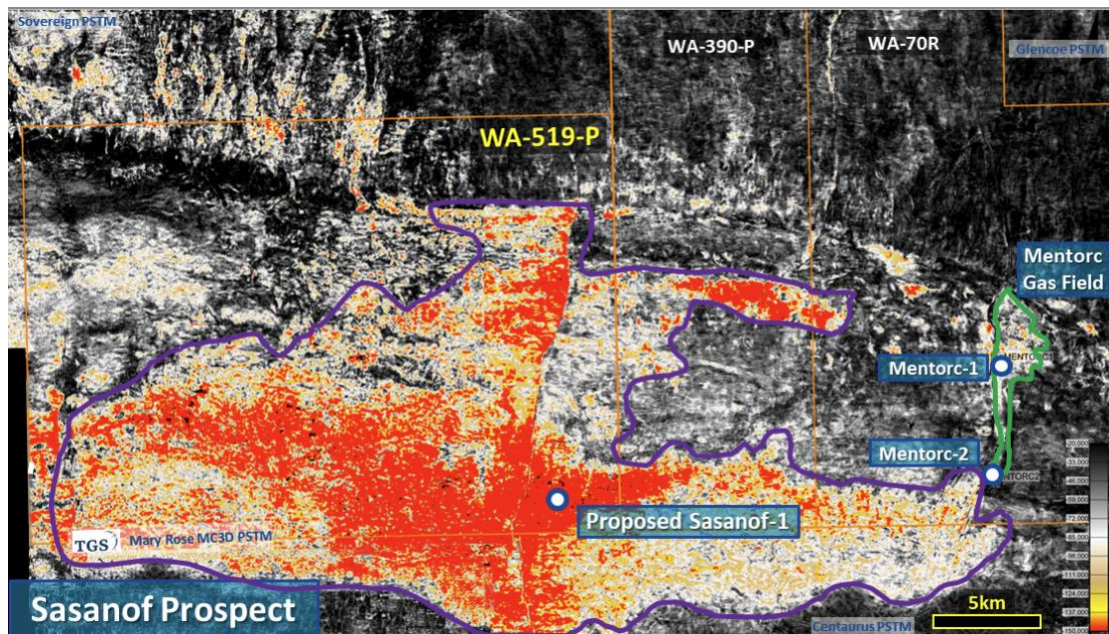 Sovereign PSTM
WA-390-P
WA-70R
Glencoe PSTM
WA-519-P
Mentorc
Gas Field
Mentorc-1
Mentorc-2
NTORC2
Proposed Sasanof-1
TGS
Mary Rose MC3D PSTM
Sasanof Prospect
Centaurus PSTM
5km